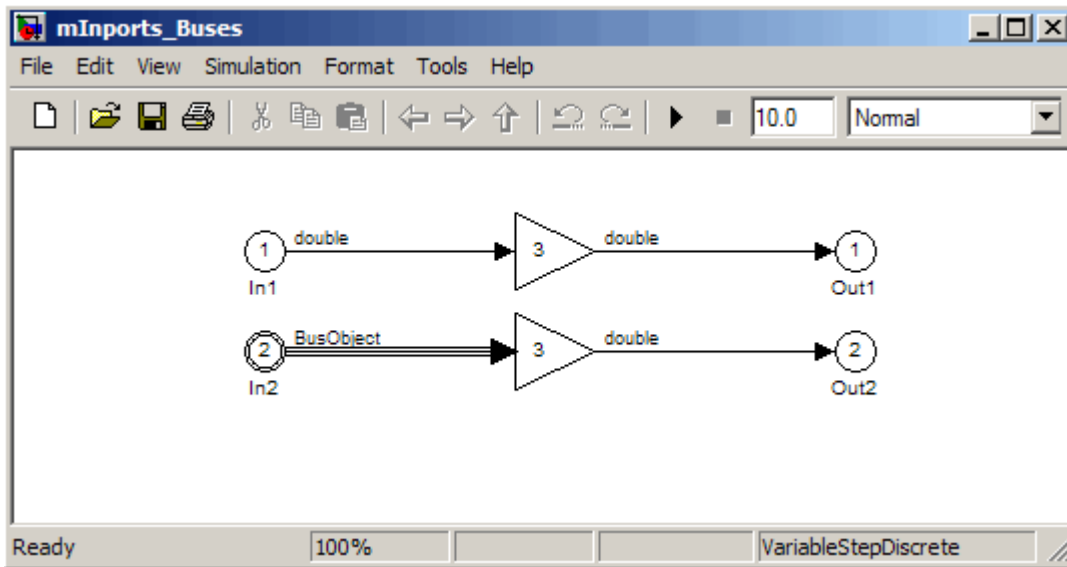 mInports_Buses
File Edit View Simulation Format Tools Help
10.0 Normal
1 double 3 double 1
In1 Out1
2 BusObject 3 double 2
In2 Out2
Ready 100% VariableStepDiscrete